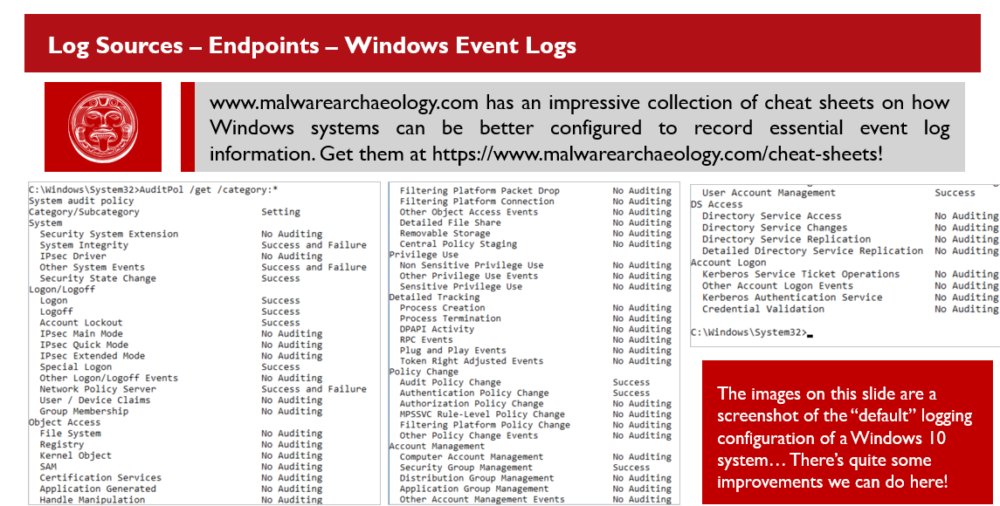 Log Sources – Endpoints – Windows Event Logs
www.malwarearchaeology.com has an impressive collection of cheat sheets on how
Windows systems can be better configured to record essential event log
information. Get them at https://www.malwarearchaeology.com/cheat-sheets!
C:\Windows\System32>AuditPol /get /category:*
System audit policy
Category/Subcategory Setting
System
Security System Extension No Auditing
System Integrity Success and Failure
IPsec Driver No Auditing
Other System Events Success and Failure
Security State Change Success
Logon/Logoff
Logon Success
Logoff Success
Account Lockout Success
IPsec Main Mode No Auditing
IPsec Quick Mode No Auditing
IPsec Extended Mode No Auditing
Special Logon Success
Other Logon/Logoff Events No Auditing
Network Policy Server Success and Failure
User / Device Claims No Auditing
Group Membership No Auditing
Object Access
File System No Auditing
Registry No Auditing
Kernel Object No Auditing
SAM No Auditing
Certification Services No Auditing
Application Generated No Auditing
Handle Manipulation No Auditing
Filtering Platform Packet Drop No Auditing
Filtering Platform Connection No Auditing
Other Object Access Events No Auditing
Detailed File Share No Auditing
Removable Storage No Auditing
Central Policy Staging No Auditing
Privilege Use
Non Sensitive Privilege Use No Auditing
Other Privilege Use Events No Auditing
Sensitive Privilege Use No Auditing
Detailed Tracking
Process Creation No Auditing
Process Termination No Auditing
DPAPI Activity No Auditing
RPC Events No Auditing
Plug and Play Events No Auditing
Token Right Adjusted Events No Auditing
Policy Change
Audit Policy Change Success
Authentication Policy Change Success
Authorization Policy Change No Auditing
MPSSVC Rule-Level Policy Change No Auditing
Filtering Platform Policy Change No Auditing
Other Policy Change Events No Auditing
Account Management
Computer Account Management No Auditing
Security Group Management Success
Distribution Group Management No Auditing
Application Group Management No Auditing
Other Account Management Events No Auditing
User Account Management Success
DS Access
Directory Service Access No Auditing
Directory Service Changes No Auditing
Directory Service Replication No Auditing
Detailed Directory Service Replication No Auditing
Account Logon
Kerberos Service Ticket Operations No Auditing
Other Account Logon Events No Auditing
Kerberos Authentication Service No Auditing
Credential Validation No Auditing
C:\Windows\System32>
The images on this slide are a
screenshot of the “default” logging
configuration of a Windows 10
system… There’s quite some
improvements we can do here!